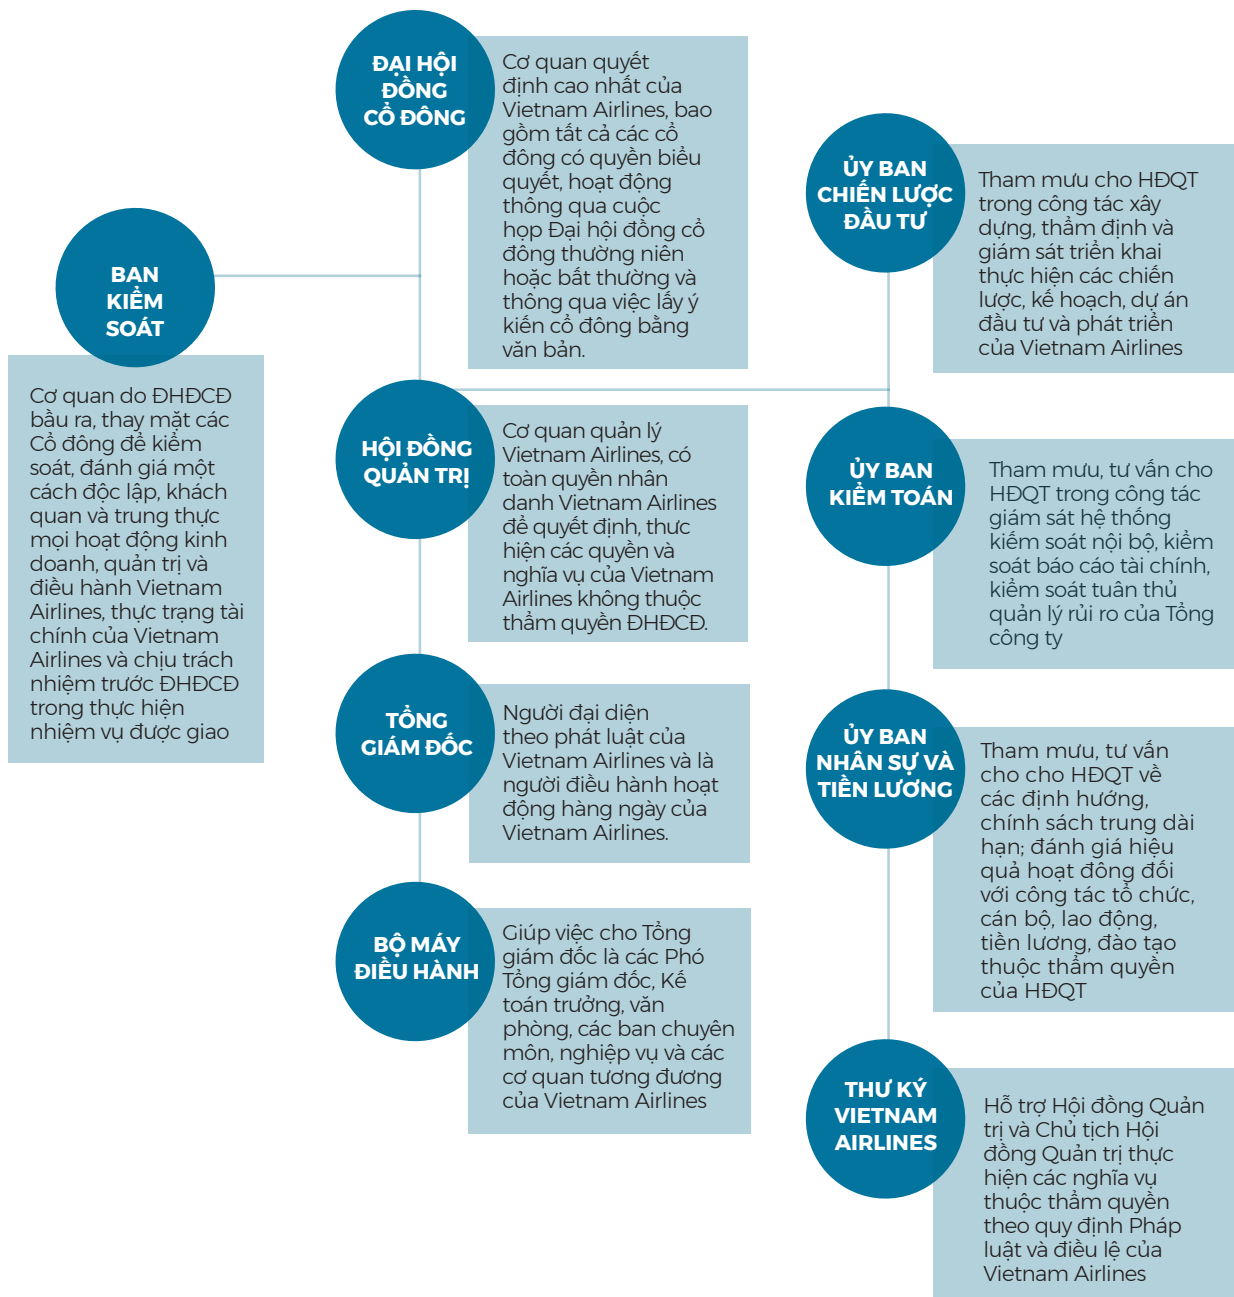 ĐẠI HỘI
ĐỒNG
CỔ ĐÔNG
Cơ quan quyết
định cao nhất của
Vietnam Airlines, bao
gồm tất cả các cổ
đông có quyền biểu
quyết, hoạt động
thông qua cuộc
họp Đại hội đồng cổ
đông thường niên
hoặc bất thường và
thông qua việc lấy ý
kiến cổ đông bằng
văn bản.
BAN
KIỂM
SOÁT
Cơ quan do ĐHĐCĐ
bầu ra, thay mặt các
Cổ đông để kiểm
soát, đánh giá một
cách độc lập, khách
quan và trung thực
mọi hoạt động kinh
doanh, quản trị và
điều hành Vietnam
Airlines, thực trạng tài
chính của Vietnam
Airlines và chịu trách
nhiệm trước ĐHĐCĐ
trong thực hiện
nhiệm vụ được giao
HỘI ĐỒNG
QUẢN TRỊ
Cơ quan quản lý
Vietnam Airlines, có
toàn quyền nhân
danh Vietnam Airlines
để quyết định, thưc
hiện các quyền và
nghĩa vụ của Vietnam
Airlines không thuộc
thẩm quyền ĐHĐCĐ.
TỔNG
GIÁM ĐỐC
Người đại diện
theo phát luật của
Vietnam Airlines và là
người điều hành hoạt
động hàng ngày của
Vietnam Airlines.
BỘ MÁY
ĐIỀU HÀNH
Giúp việc cho Tổng
giám đốc là các Phó
Tổng giám đốc, Kế
toán trưởng, văn
phòng, các ban chuyên
môn, nghiệp vụ và các
cơ quan tương đương
của Vietnam Airlines
ỦY BAN
CHIẾN LƯỢC
ĐẦU TƯ
Tham mưu cho HĐQT
trong công tác xây
dựng, thẩm định và
giám sát triển khai
thực hiện các chiến
lược, kế hoạch, dự án
đầu tư và phát triển
của Vietnam Airlines
ỦY BAN
KIỂM TOÁN
Tham mưu, tư vấn cho
HĐQT trong công tác
giám sát hệ thống
kiếm soát nội bộ, kiểm
soát báo cáo tài chính,
kiểm soát tuân thủ
quản lý rủi ro của Tổng
công ty
ỦY BAN
NHÂN SỰ VÀ
TIỀN LƯƠNG
Tham mưu, tư vấn
cho cho HĐQT về
các định hướng,
chính sách trung dài
hạn; đánh giá hiệu
quả hoạt đông đối
với công tác tổ chức,
cán bộ, lao động,
tiền lương, đào tạo
thuộc thẩm quyền
của HĐQT
THƯ KÝ
VIETNAM
AIRLINES
Hỗ trợ Hội đồng Quản
trị và Chủ tịch Hội
đồng Quản trị thực
hiện các nghĩa vụ
thuộc thẩm quyền
theo quy định Pháp
luật và điều lệ của
Vietnam Airlines